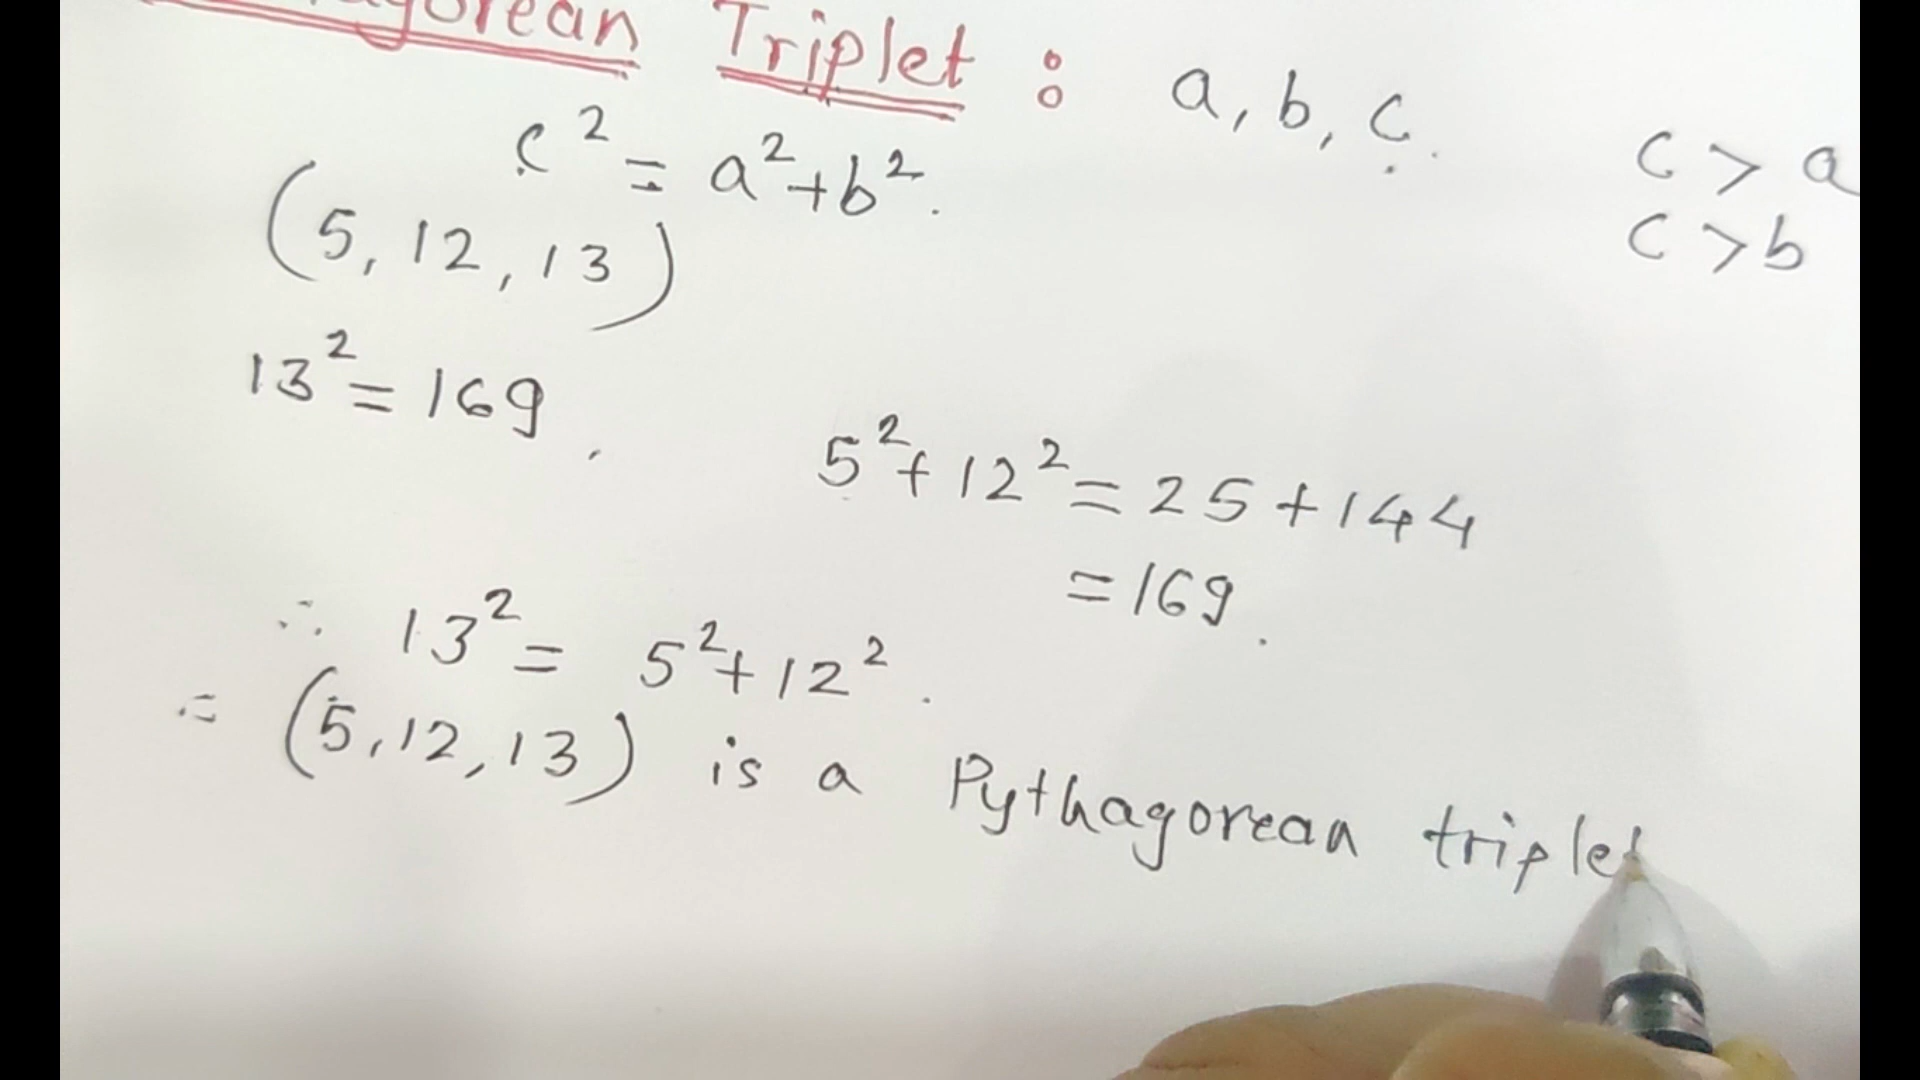 Triplet : a, b, c.
c² = a² + b².
c > a
c > b
(5, 12, 13)
13² = 169.
5² + 12² = 25 + 144
= 169.
∴ 13² = 5² + 12².
∴ (5, 12, 13) is a Pythagorean triplet